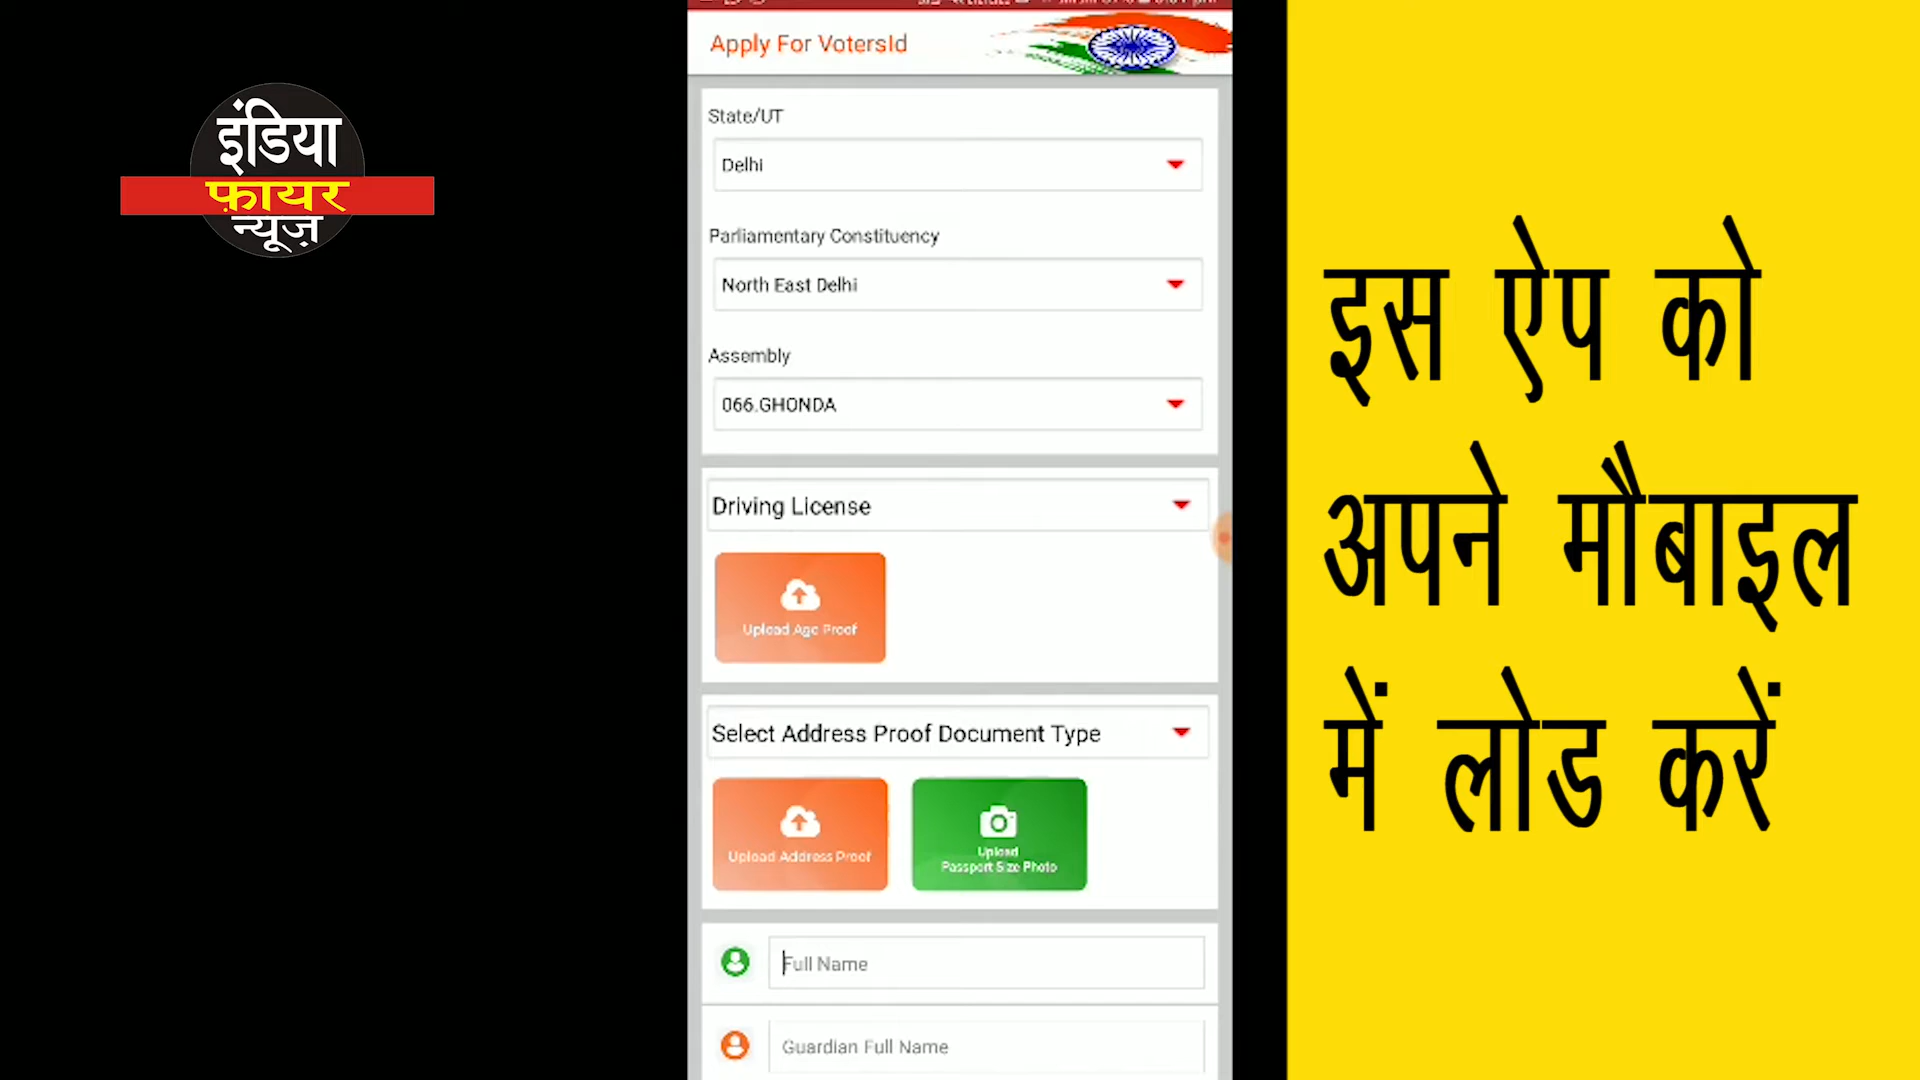 इंडिया
फ़ायर
न्यूज़
Apply For VotersId
State/UT
Delhi
Parliamentary Constituency
North East Delhi
Assembly
066.GHONDA
Driving License
Upload Age Proof
Select Address Proof Document Type
Upload Address Proof
Upload
Passport Size Photo
Full Name
Guardian Full Name
इस ऐप को
अपने मौबाइल
में लोड करें